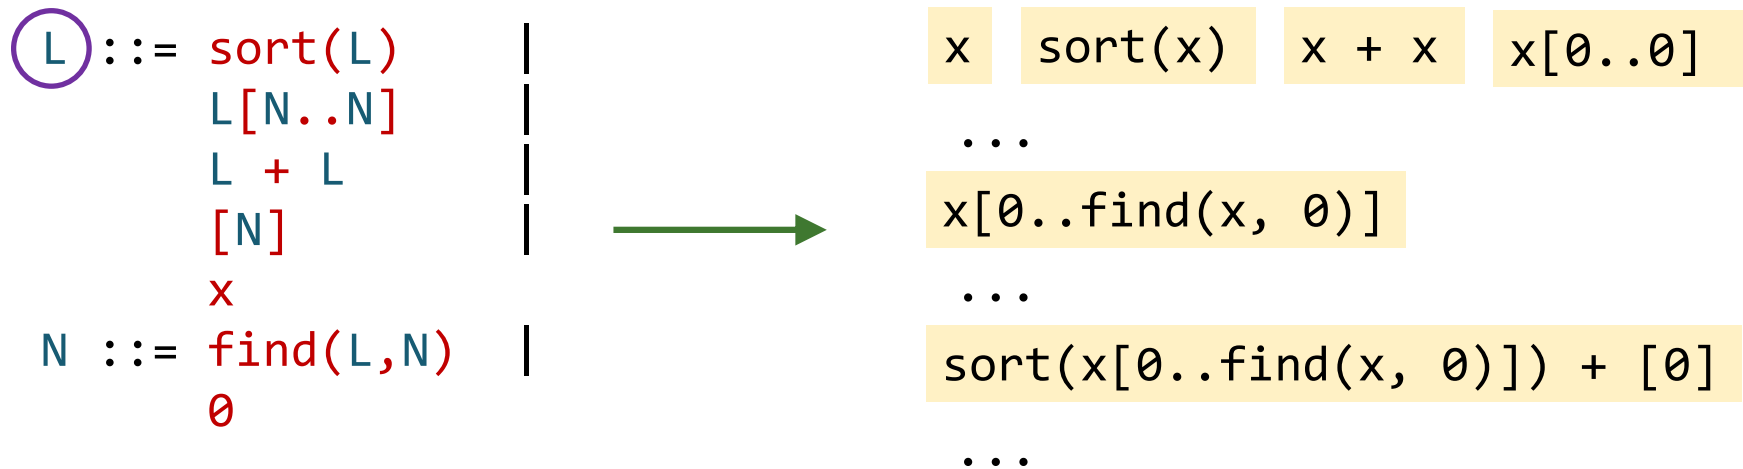 L ::= sort(L) |
L[N..N] |
L + L |
[N] |
x
N ::= find(L,N) |
0
x sort(x) x + x x[0..0]
...
x[0..find(x, 0)]
...
sort(x[0..find(x, 0)]) + [0]
...